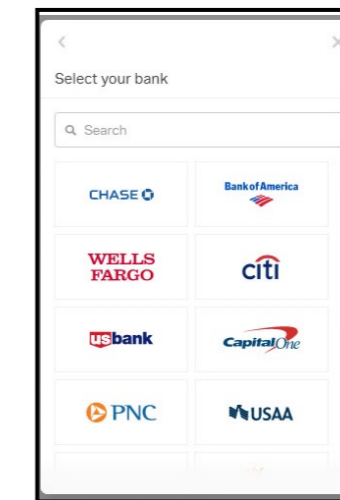 Select your bank
Search
CHASE
Bank of America
WELLS
FARGO
citi
usbank
Capital One
PNC
USAA